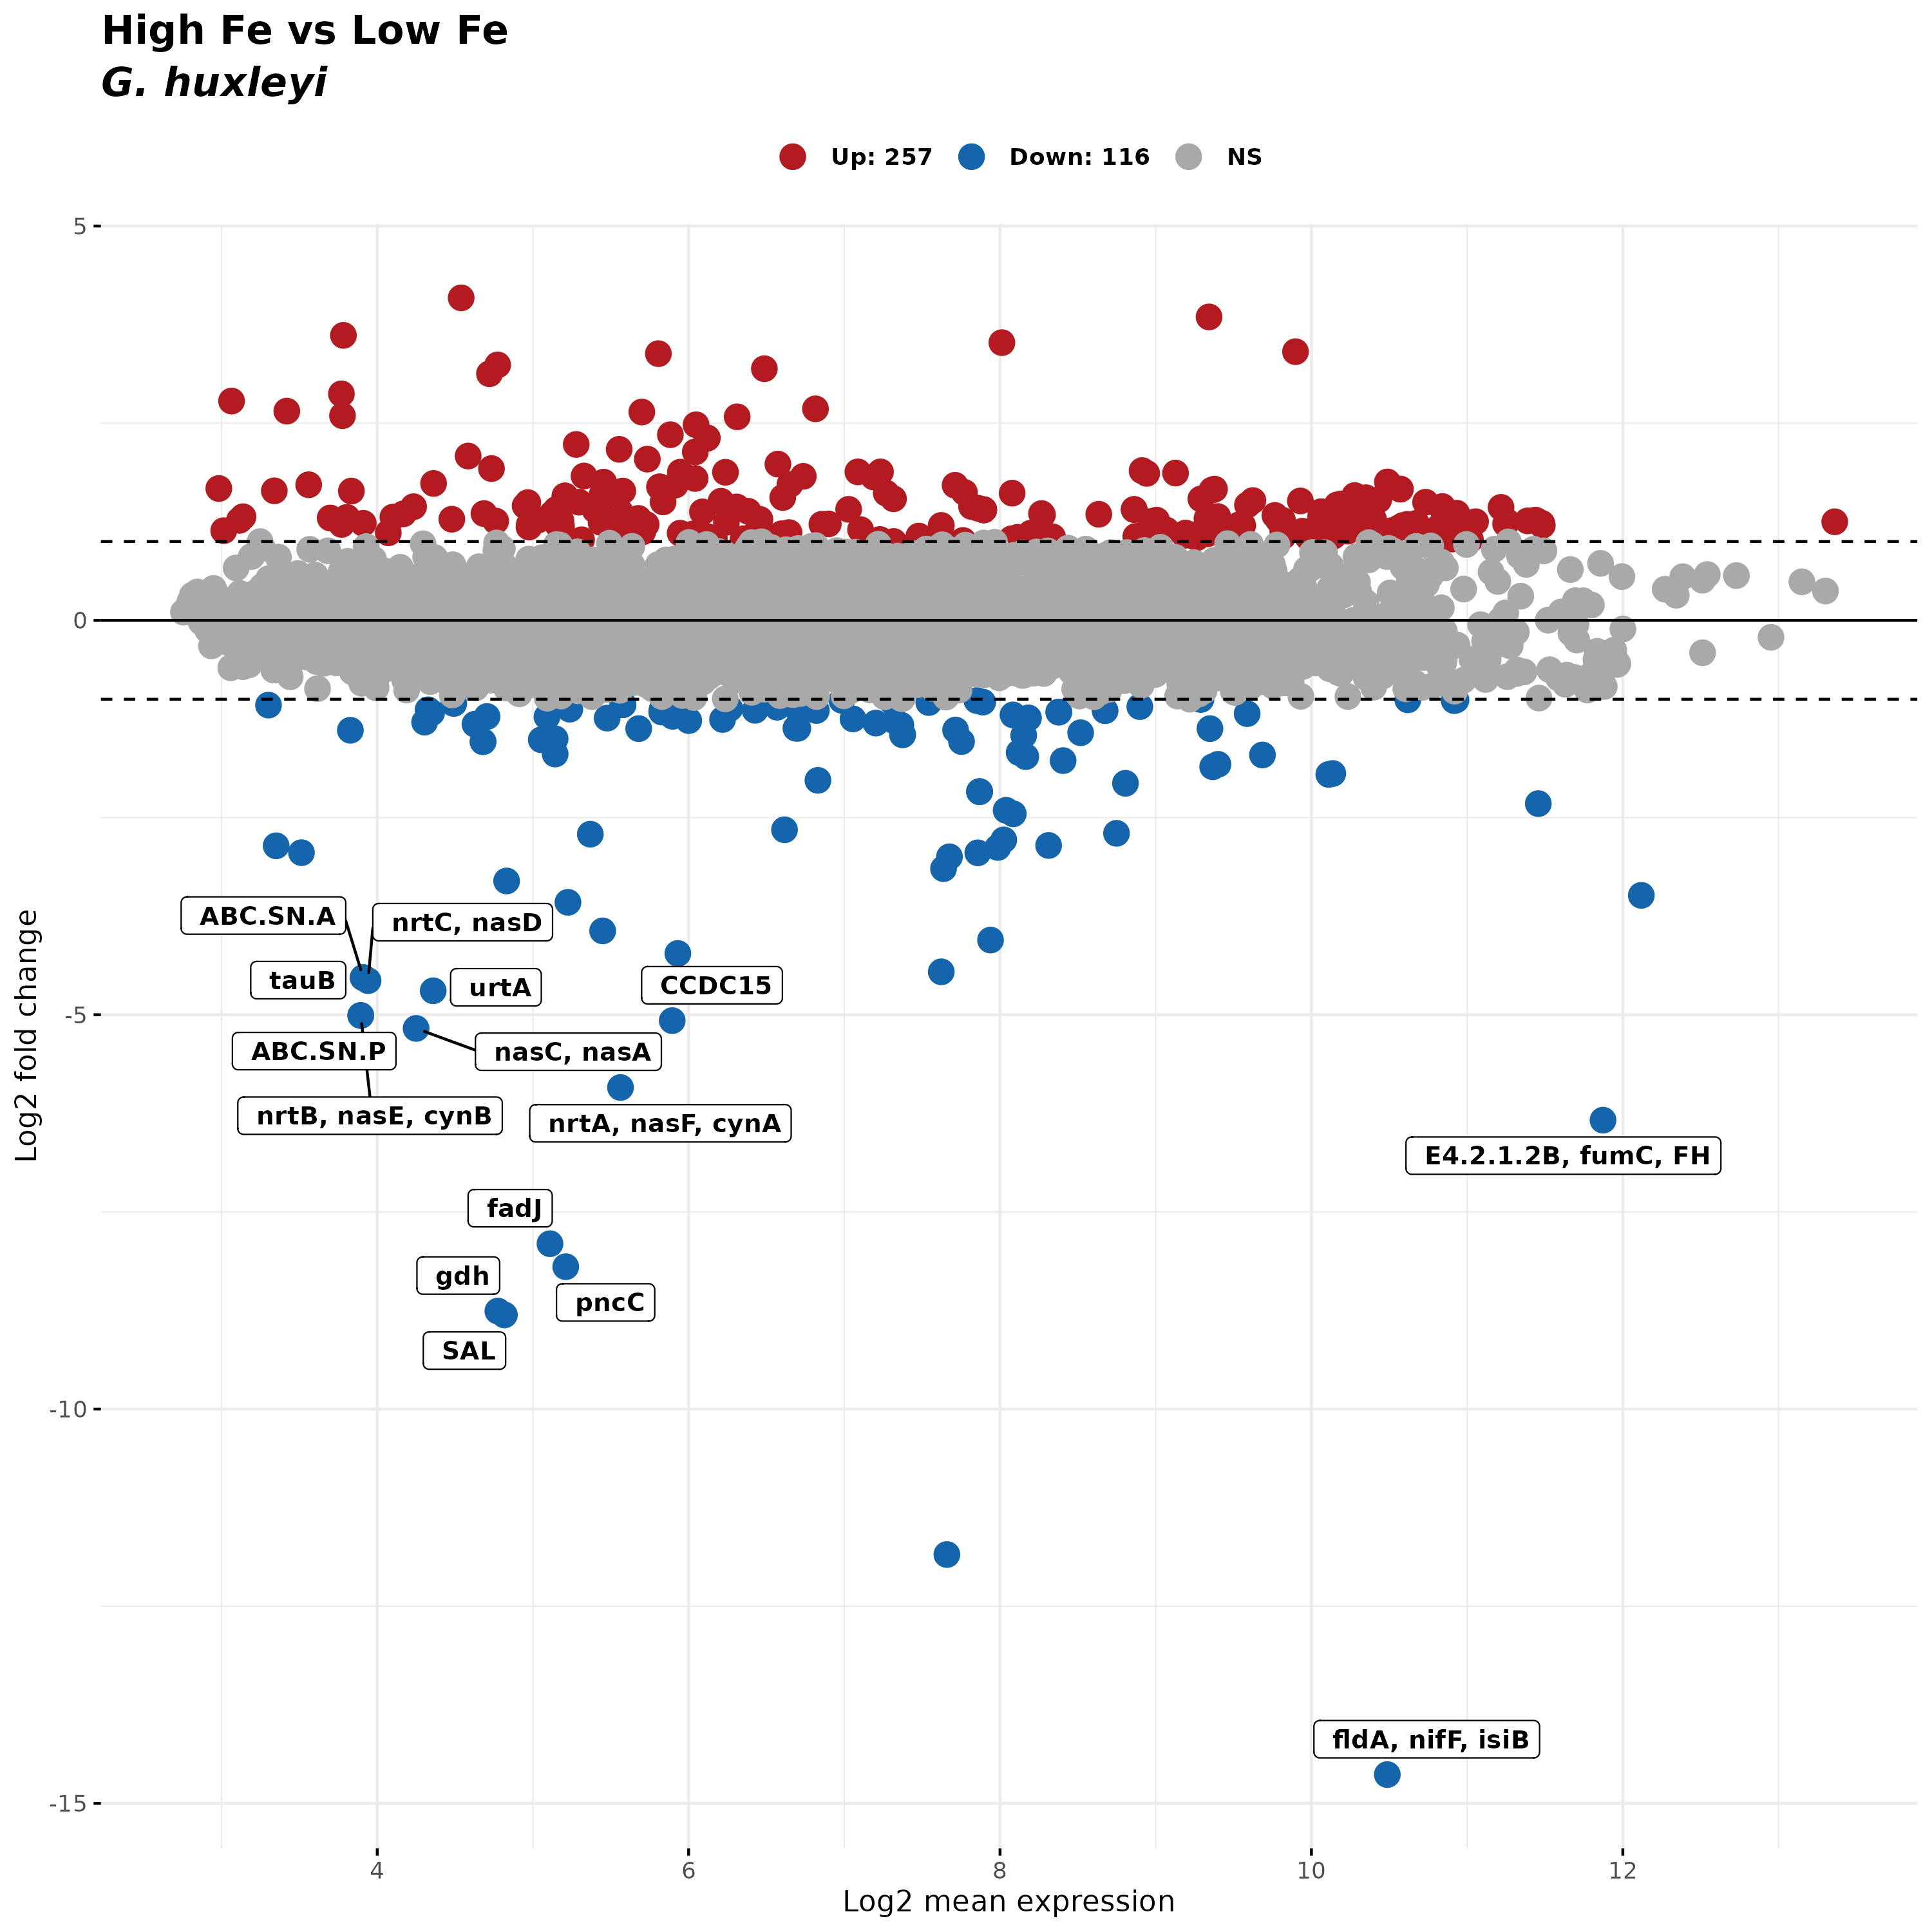 High Fe vs Low Fe
G. huxleyi
Up: 257
Down: 116
NS
5
0
-5
-10
-15
Log2 fold change
ABC.SN.A
nrtC, nasD
tauB
urtA
CCDC15
ABC.SN.P
nasC, nasA
nrtB, nasE, cynB
nrtA, nasF, cynA
E4.2.1.2B, fumC, FH
fadJ
gdh
pncC
SAL
fldA, nifF, isiB
4
6
8
10
12
Log2 mean expression